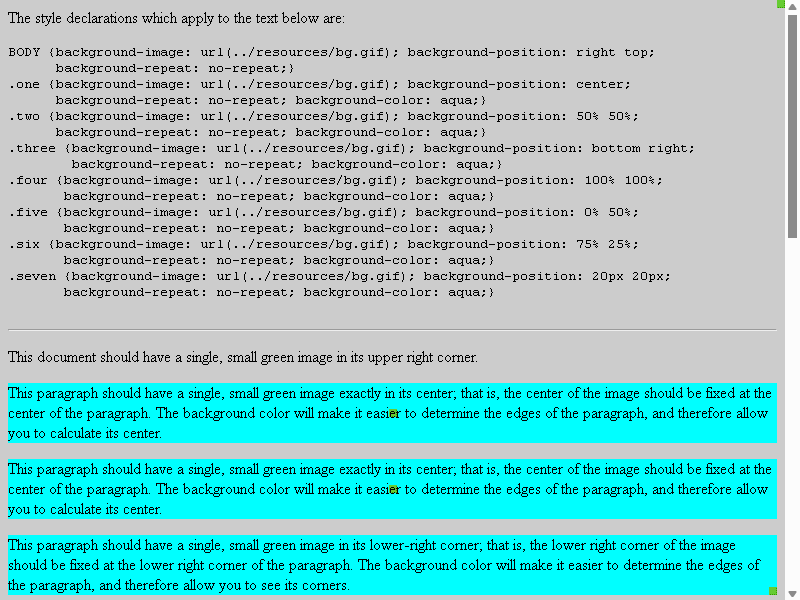 The style declarations which apply to the text below are:
BODY {background-image: url(../resources/bg.gif); background-position: right top;
background-repeat: no-repeat;}
.one {background-image: url(../resources/bg.gif); background-position: center;
background-repeat: no-repeat; background-color: aqua;}
.two {background-image: url(../resources/bg.gif); background-position: 50% 50%;
background-repeat: no-repeat; background-color: aqua;}
.three {background-image: url(../resources/bg.gif); background-position: bottom right;
background-repeat: no-repeat; background-color: aqua;}
.four {background-image: url(../resources/bg.gif); background-position: 100% 100%;
background-repeat: no-repeat; background-color: aqua;}
.five {background-image: url(../resources/bg.gif); background-position: 0% 50%;
background-repeat: no-repeat; background-color: aqua;}
.six {background-image: url(../resources/bg.gif); background-position: 75% 25%;
background-repeat: no-repeat; background-color: aqua;}
.seven {background-image: url(../resources/bg.gif); background-position: 20px 20px;
background-repeat: no-repeat; background-color: aqua;}
This document should have a single, small green image in its upper right corner.
This paragraph should have a single, small green image exactly in its center; that is, the center of the image should be fixed at the
center of the paragraph. The background color will make it easier to determine the edges of the paragraph, and therefore allow
you to calculate its center.
This paragraph should have a single, small green image exactly in its center; that is, the center of the image should be fixed at the
center of the paragraph. The background color will make it easier to determine the edges of the paragraph, and therefore allow
you to calculate its center.
This paragraph should have a single, small green image in its lower-right corner; that is, the lower right corner of the image
should be fixed at the lower right corner of the paragraph. The background color will make it easier to determine the edges of
the paragraph, and therefore allow you to see its corners.